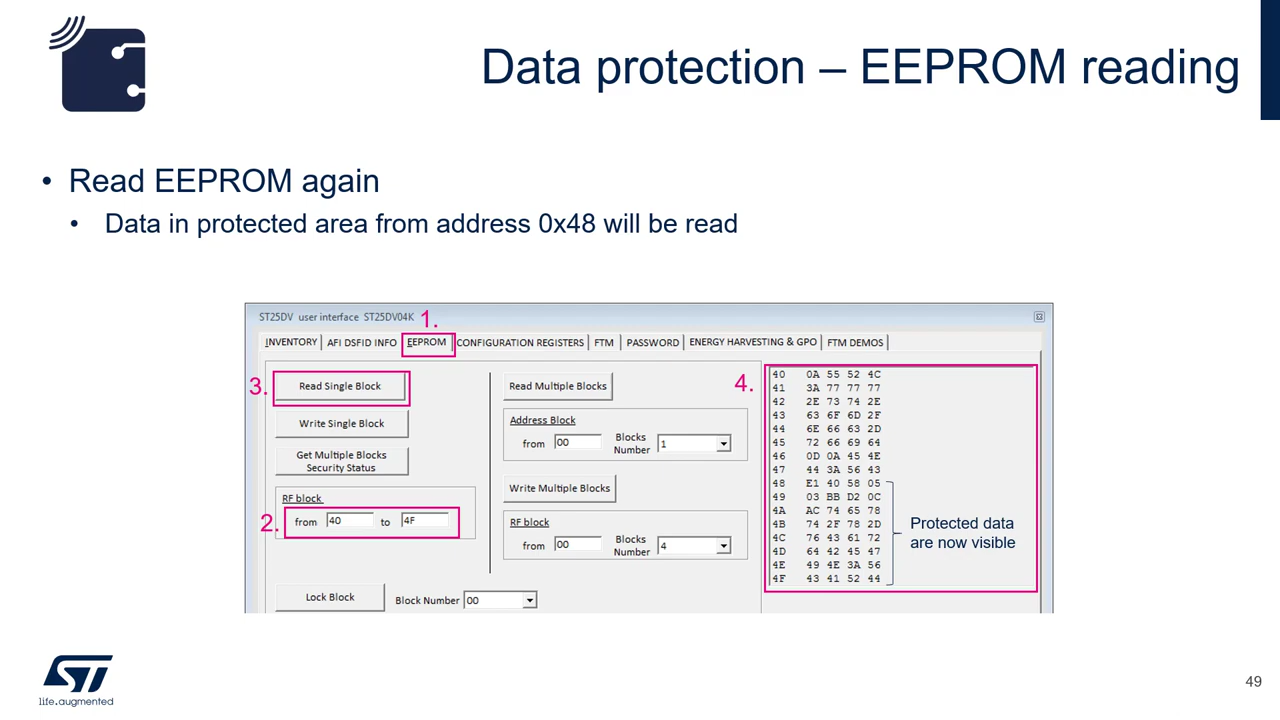 Data protection – EEPROM reading
• Read EEPROM again
• Data in protected area from address 0x48 will be read
ST25DV user interface ST25DV04K
1.
INVENTORY
AFI DSFID INFO
EEPROM
CONFIGURATION REGISTERS
FTM
PASSWORD
ENERGY HARVESTING & GPO
FTM DEMOS
3.
Read Single Block
Write Single Block
Get Multiple Blocks
Security Status
RF block
2.
from 40 to 4F
Lock Block
Block Number 00
Read Multiple Blocks
Address Block
from 00
Blocks
Number
1
Write Multiple Blocks
RF block
from 00
Blocks
Number
4
4.
40 0A 55 52 4C
41 3A 77 77 77
42 2E 73 74 2E
43 63 6F 6D 2F
44 6E 66 63 2D
45 72 66 69 64
46 0D 0A 45 4E
47 44 3A 56 43
48 E1 40 58 05
49 03 BB D2 0C
4A AC 74 65 78
4B 74 2F 78 2D
4C 76 43 61 72
4D 64 42 45 47
4E 49 4E 3A 56
4F 43 41 52 44
Protected data
are now visible
ST
life.augmented
49